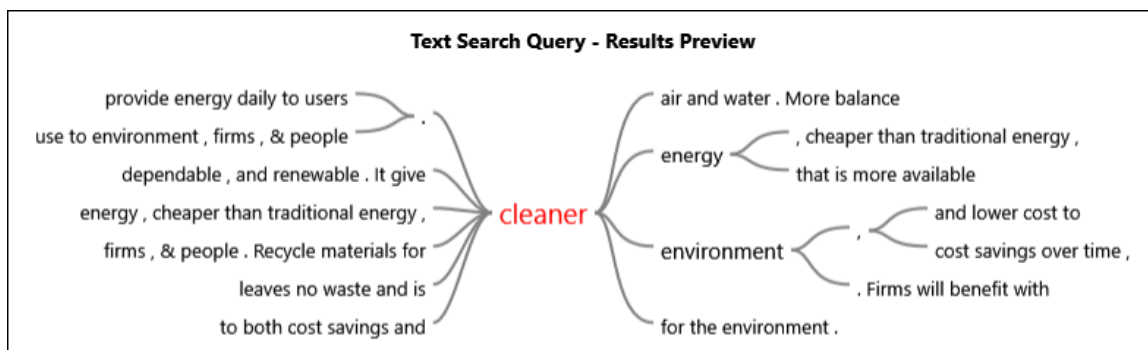 Text Search Query - Results Preview
provide energy daily to users
use to environment , firms , & people
.
dependable , and renewable . It give
energy , cheaper than traditional energy ,
firms , & people . Recycle materials for
leaves no waste and is
to both cost savings and
cleaner
air and water . More balance
energy
, cheaper than traditional energy ,
that is more available
environment
,
and lower cost to
cost savings over time ,
. Firms will benefit with
for the environment .